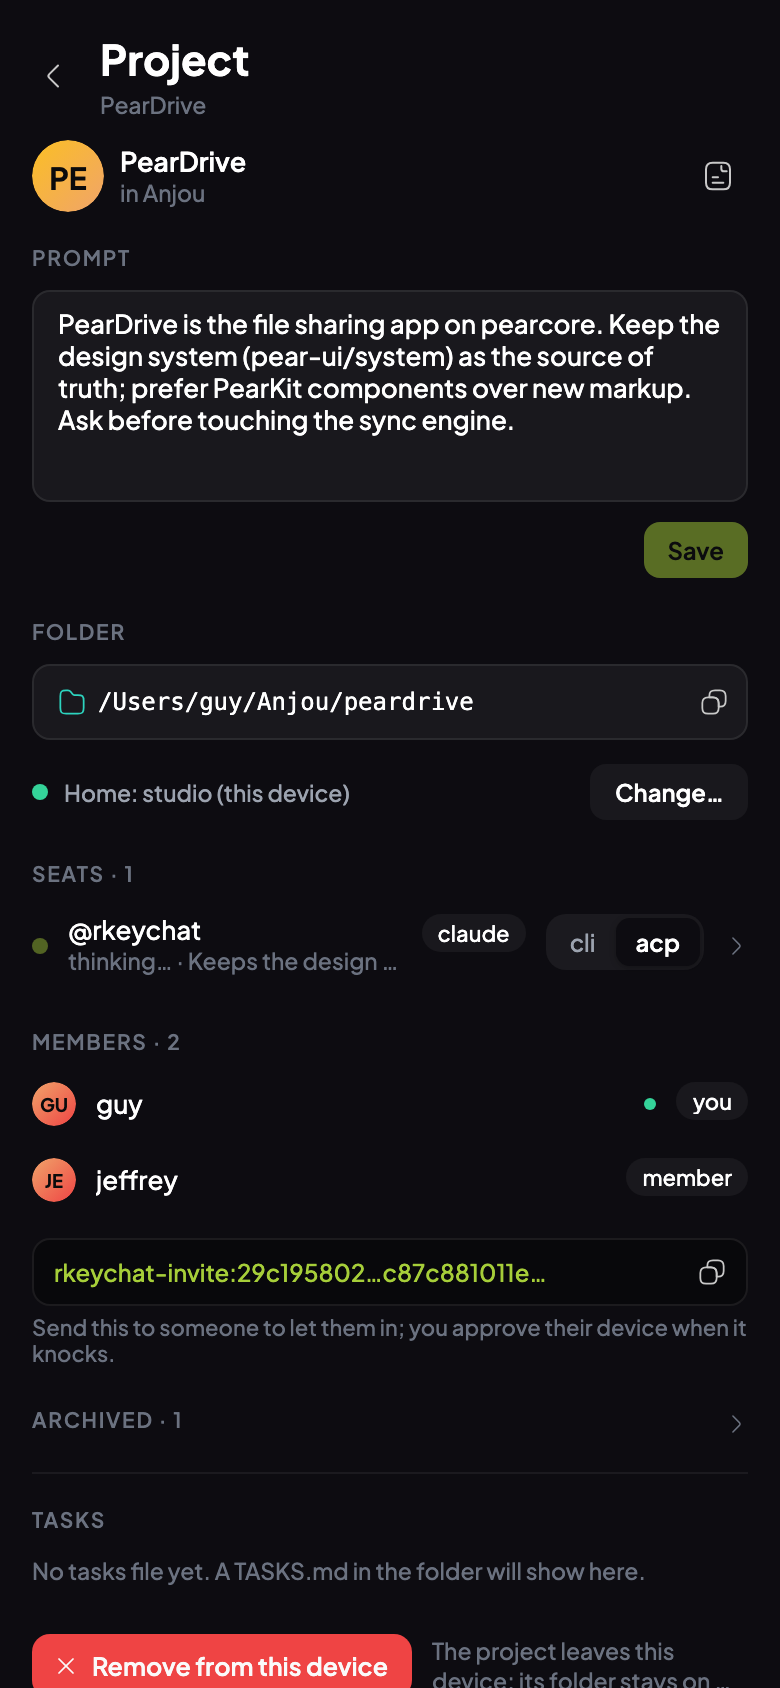 Project
PearDrive
PE
PearDrive
in Anjou
PROMPT
PearDrive is the file sharing app on pearcore. Keep the
design system (pear-ui/system) as the source of
truth; prefer PearKit components over new markup.
Ask before touching the sync engine.
Save
FOLDER
/Users/guy/Anjou/peardrive
Home: studio (this device)
Change...
SEATS · 1
@rkeychat
thinking... · Keeps the design ...
claude
cli
acp
MEMBERS · 2
GU
guy
you
JE
jeffrey
member
rkeychat-invite:29c195802...c87c881011e...
Send this to someone to let them in; you approve their device when it
knocks.
ARCHIVED · 1
TASKS
No tasks file yet. A TASKS.md in the folder will show here.
Remove from this device
The project leaves this
device; its folder stays on ...